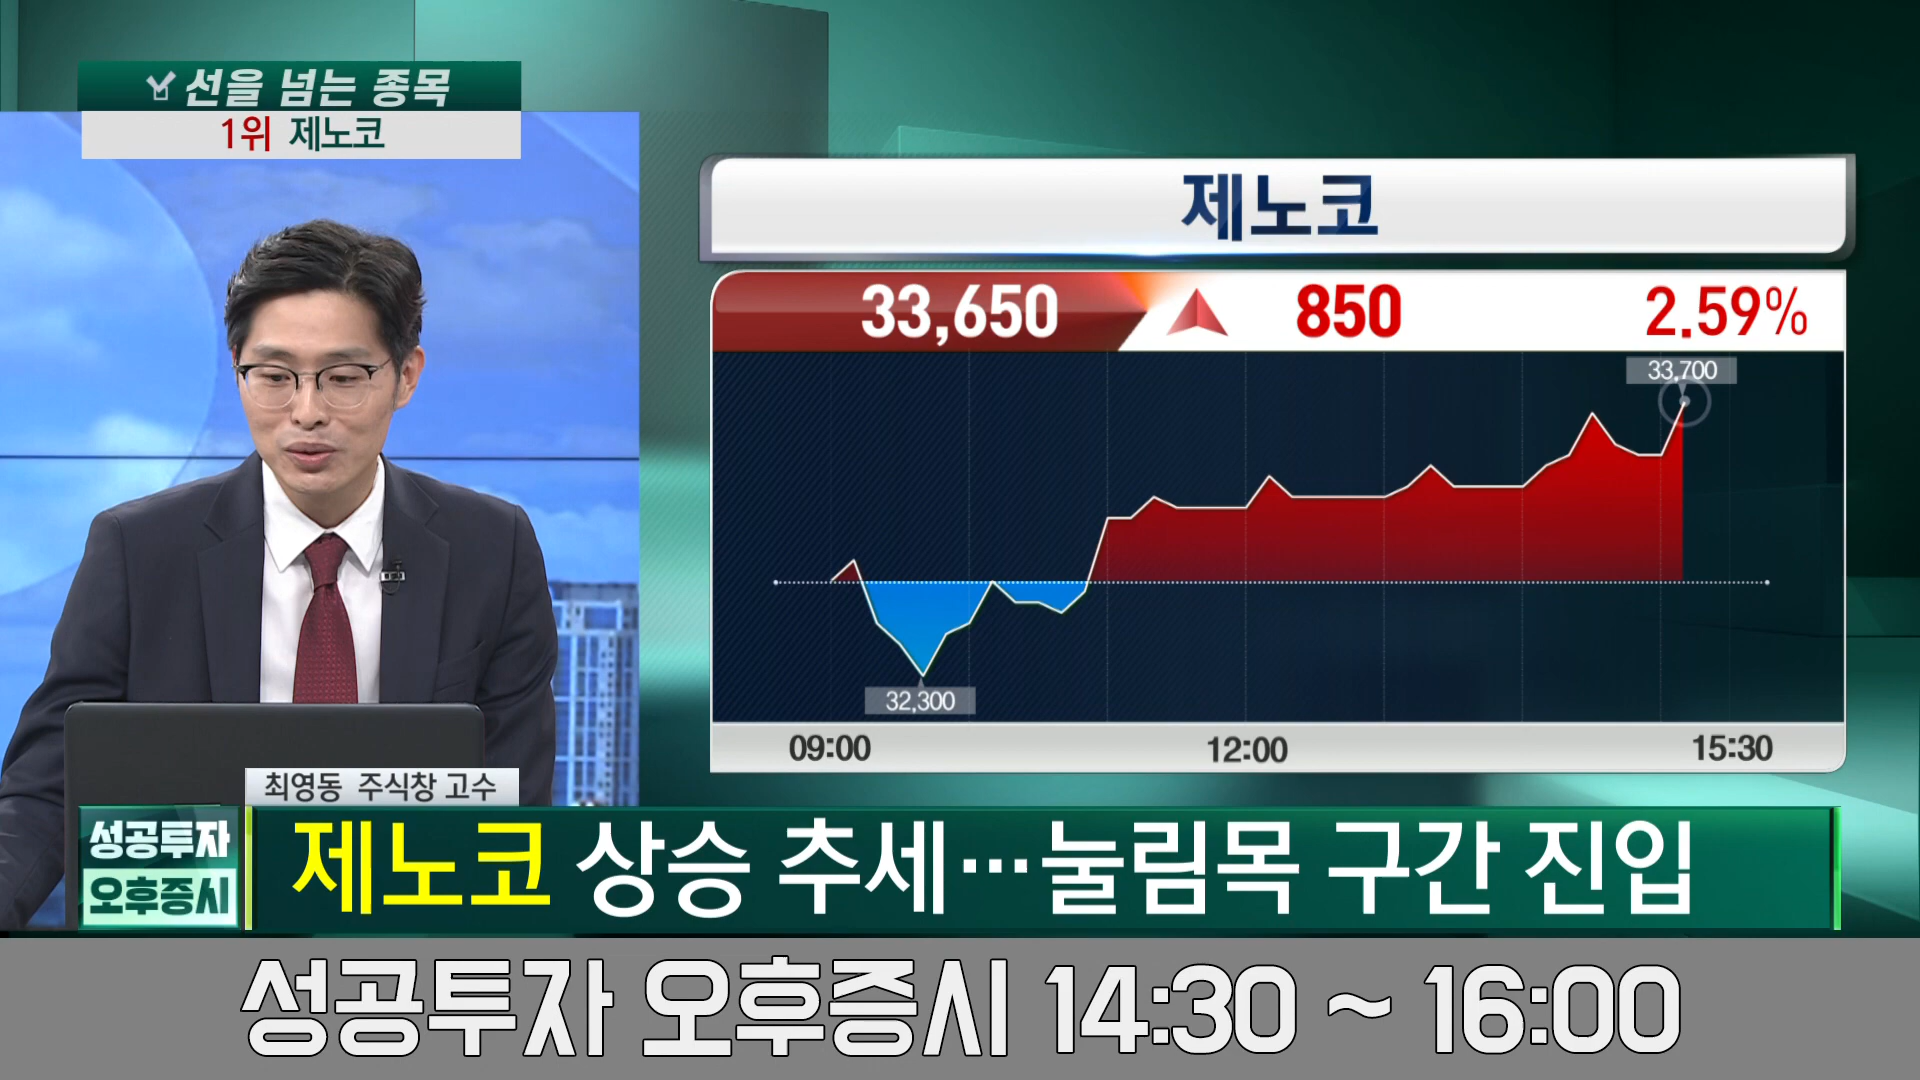 선을 넘는 종목
1위 제노코
제노코
33,650 850 2.59%
33,700
32,300
09:00 12:00 15:30
최영동 주식창 고수
성공투자
오후증시
제노코 상승 추세…눌림목 구간 진입
성공투자 오후증시 14:30 ~ 16:00